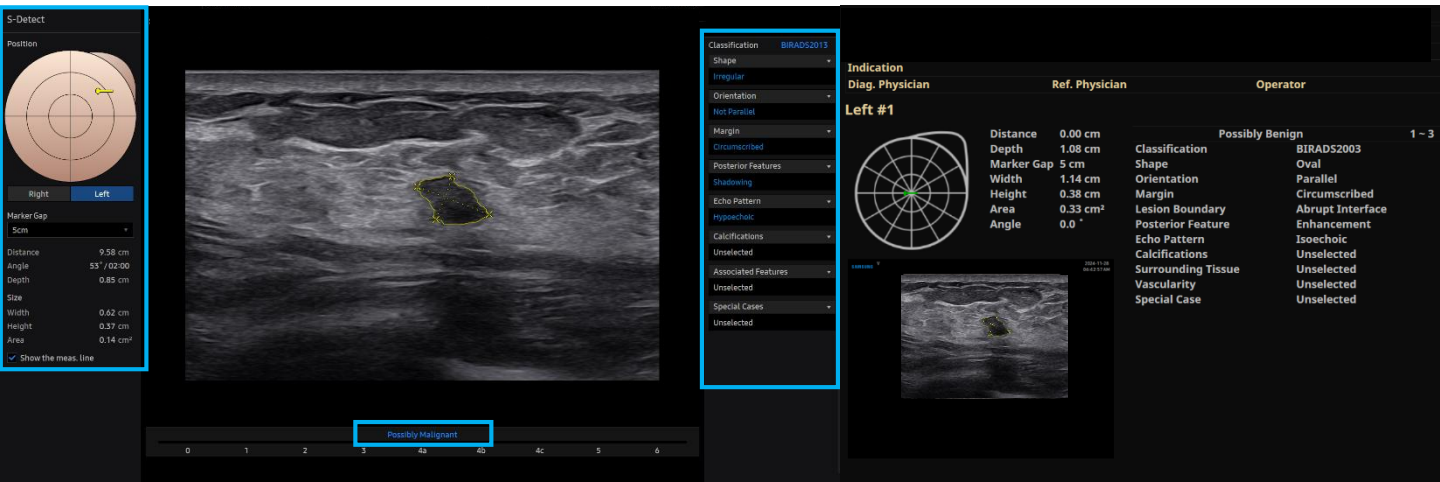 S-Detect
Position
Right Left
Marker Gap
5cm
Distance 9.58 cm
Angle 53°/02:00
Depth 0.85 cm
Size
Width 0.62 cm
Height 0.37 cm
Area 0.14 cm²
Show the meas. line
Possibly Malignant
0 1 2 3 4a 4b 4c 5 6
Classification BIRADS2013
Shape
Irregular
Orientation
Not Parallel
Margin
Circumscribed
Posterior Features
Shadowing
Echo Pattern
Hypoechoic
Calcifications
Unselected
Associated Features
Unselected
Special Cases
Unselected
Indication
Diag. Physician Ref. Physician Operator
Left #1
Distance 0.00 cm
Depth 1.08 cm
Marker Gap 5 cm
Width 1.14 cm
Height 0.38 cm
Area 0.33 cm²
Angle 0.0 °
Possibly Benign 1 ~ 3
Classification BIRADS2003
Shape Oval
Orientation Parallel
Margin Circumscribed
Lesion Boundary Abrupt Interface
Posterior Feature Enhancement
Echo Pattern Isoechoic
Calcifications Unselected
Surrounding Tissue Unselected
Vascularity Unselected
Special Case Unselected